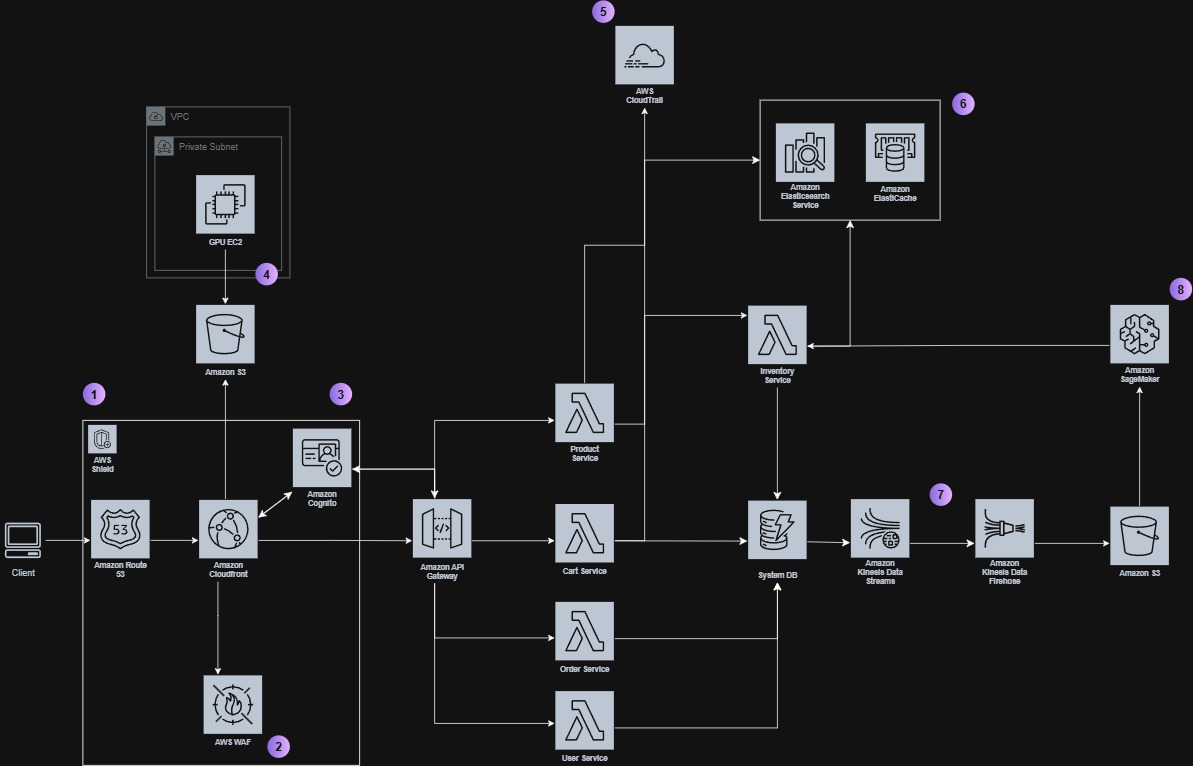 5
AWS
CloudTrail
6
VPC
Private Subnet
GPU EC2
Amazon
Elasticsearch
Service
Amazon
ElastiCache
4
Amazon S3
8
Inventory
Service
Amazon
SageMaker
1
3
AWS
Shield
Amazon
Cognito
Product
Service
Client
53
Amazon Route
53
Amazon
Cloudfront
</>
Amazon API
Gateway
Cart Service
System DB
7
Amazon
Kinesis Data
Streams
Amazon
Kinesis Data
Firehose
Amazon S3
Order Service
AWS WAF
2
User Service